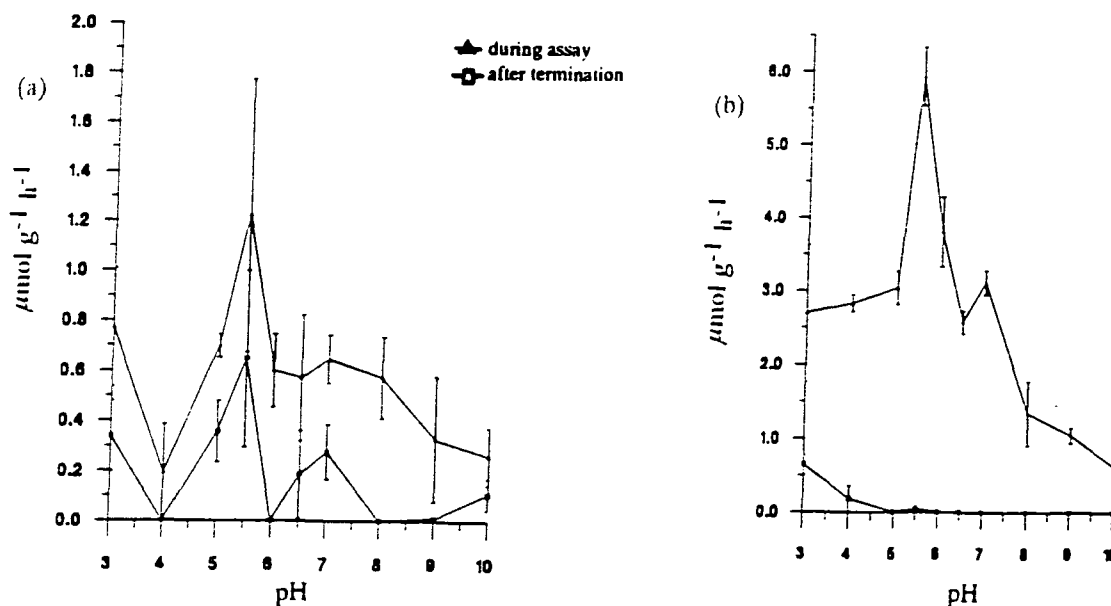 (a)
μmol g⁻¹ h⁻¹
2.0
1.8
1.6
1.4
1.2
1.0
0.8
0.6
0.4
0.2
0.0
3 4 5 6 7 8 9 10
pH
during assay
after termination
(b)
μmol g⁻¹ h⁻¹
6.0
5.0
4.0
3.0
2.0
1.0
0.0
3 4 5 6 7 8 9 10
pH